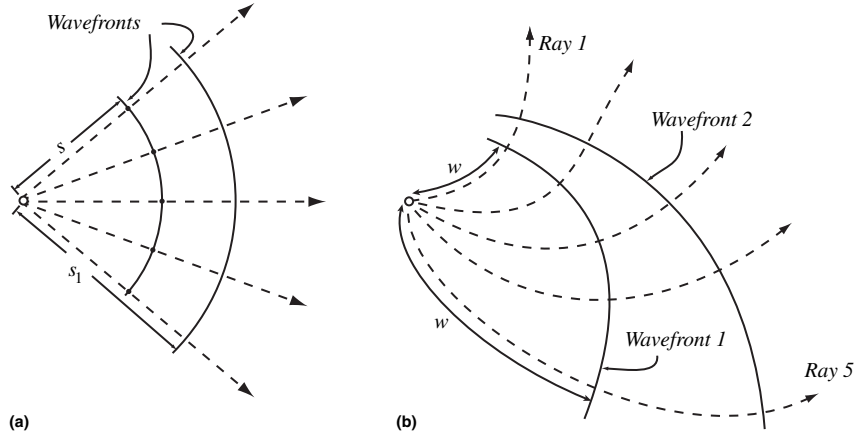 Wavefronts
s
s1
(a)
Ray 1
Wavefront 2
w
w
Wavefront 1
Ray 5
(b)